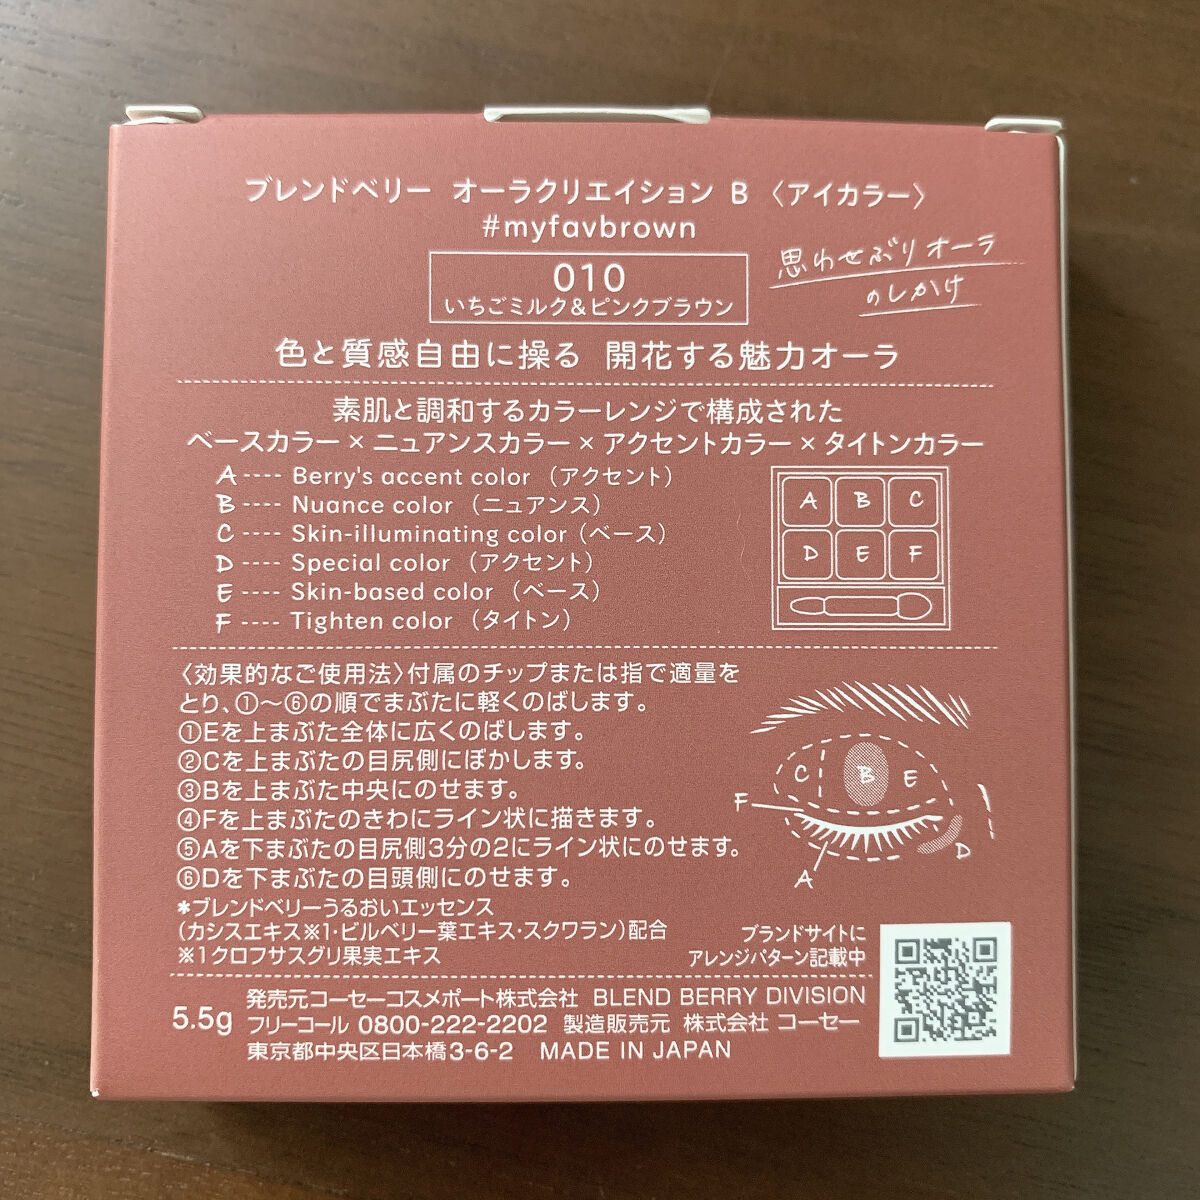 ブレンドベリー オーラクリエイション B 〈アイカラー〉
#myfavbrown
010
いちごミルク&ピンクブラウン
思わせぶりオーラ
のしかけ
色と質感自由に操る 開花する魅力オーラ
素肌と調和するカラーレンジで構成された
ベースカラー×ニュアンスカラー×アクセントカラー×タイトンカラー
A ---- Berry's accent color (アクセント)
B ---- Nuance color (ニュアンス)
C ---- Skin-illuminating color (ベース)
D ---- Special color (アクセント)
E ---- Skin-based color (ベース)
F ---- Tighten color (タイトン)
A B C
D E F
〈効果的なご使用法〉付属のチップまたは指で適量を
とり、①〜⑥の順でまぶたに軽くのばします。
①Eを上まぶた全体に広くのばします。
②Cを上まぶたの目尻側にぼかします。
③Bを上まぶた中央にのせます。
④Fを上まぶたのきわにライン状に描きます。
⑤Aを下まぶたの目尻側3分の2にライン状にのせます。
⑥Dを下まぶたの目頭側にのせます。
C B E
F
D
A
*ブレンドベリーうるおいエッセンス
(カシスエキス※1・ビルベリー葉エキス・スクワラン)配合
※1クロフサスグリ果実エキス
ブランドサイトに
アレンジパターン記載中
5.5g
発売元コーセーコスメポート株式会社 BLEND BERRY DIVISION
フリーコール 0800-222-2202 製造販売元 株式会社 コーセー
東京都中央区日本橋3-6-2 MADE IN JAPAN